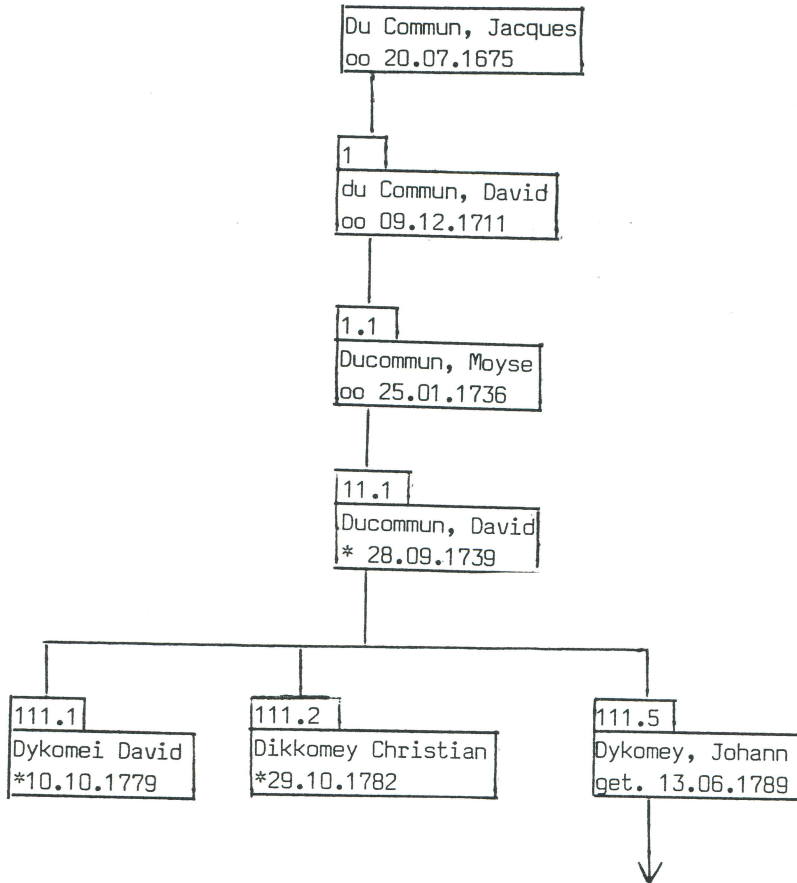 Du Commun, Jacques
oo 20.07.1675
1
du Commun, David
oo 09.12.1711
1.1
Ducommun, Moyse
oo 25.01.1736
11.1
Ducommun, David
* 28.09.1739
111.1
Dykomei David
*10.10.1779
111.2
Dikkomey Christian
*29.10.1782
111.5
Dykomey, Johann
get. 13.06.1789